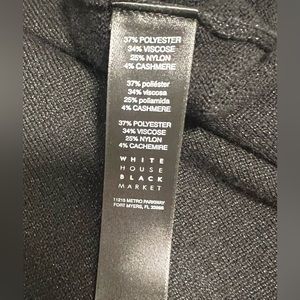 37% POLYESTER
34% VISCOSE
25% NYLON
4% CASHMERE
37% poliéster
34% viscosa
25% poliamida
4% CASHMERE
37% POLYESTER
34% VISCOSE
25% NYLON
4% CACHEMIRE
WHITE
HOUSE
BLACK
MARKET
11215 METRO PARKWAY
FORT MYERS, FL 33966